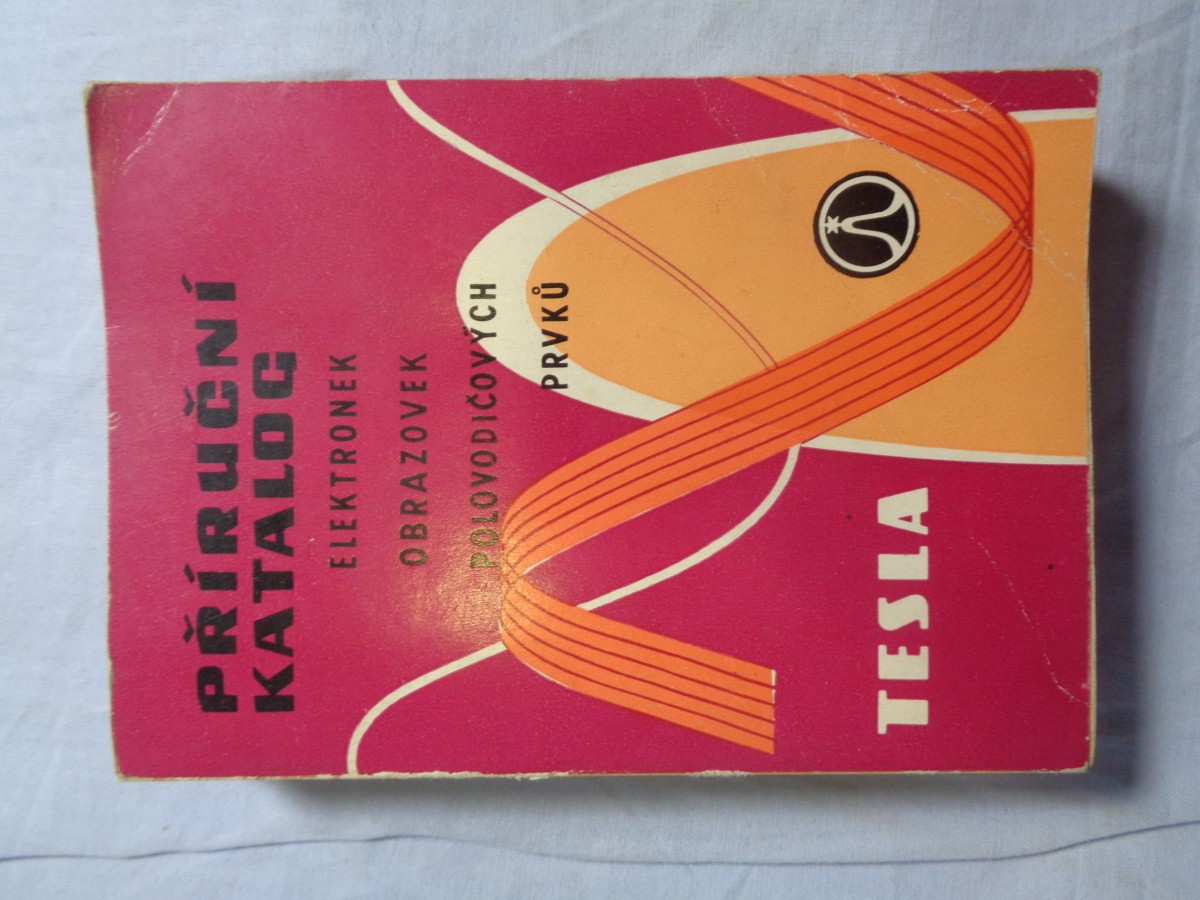 PŘÍRUČNÍ
KATALOG
ELEKTRONEK
OBRAZOVEK
POLOVODIČOVÝCH
PRVKŮ
TESLA